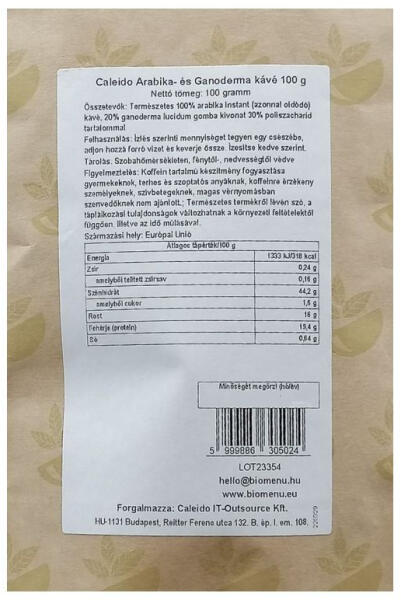 Caleido Arabika- és Ganoderma kávé 100 g
Nettó tömeg: 100 gramm
Összetevők: Természetes 100% arabika instant (azonnal oldódó)
kávé, 20% ganoderma lucidum gomba kivonat 30% poliszacharid
tartalommal
Felhasználás: Ízlés szerinti mennyiséget tegyen egy csészébe,
adjon hozzá forró vizet és keverje össze. Ízesítse kedve szerint.
Tárolás: Szobahőmérsékleten, fénytől-, nedvességtől védve
Figyelmeztetés: Koffein tartalmú készítmény fogyasztása
gyermekeknek, terhes és szoptatós anyáknak, koffeinre érzékeny
személyeknek, szívbetegeknek, magas vérnyomásban
szenvedőknek nem ajánlott.; Természetes termékről lévén szó, a
táplálkozási tulajdonságok változhatnak a környezeti feltételektől
függően, illetve az idő múlásával.
Származási hely: Európai Unió
Átlagos tápérték/100 g
Energia 1333 kJ/318 kcal
Zsír 0,24 g
amelyből telített zsírsav 0,16 g
Szénhidrát 44,2 g
amelyből cukor 1,6 g
Rost 16 g
Fehérje (protein) 15,4 g
Só 0,64 g
Minőségét megőrzi (hó/év)
5 999886 305024
LOT23354
hello@biomenu.hu
www.biomenu.eu
Forgalmazza: Caleido IT-Outsource Kft.
HU-1131 Budapest, Reitter Ferenc utca 132. B. ép. I. em. 108.